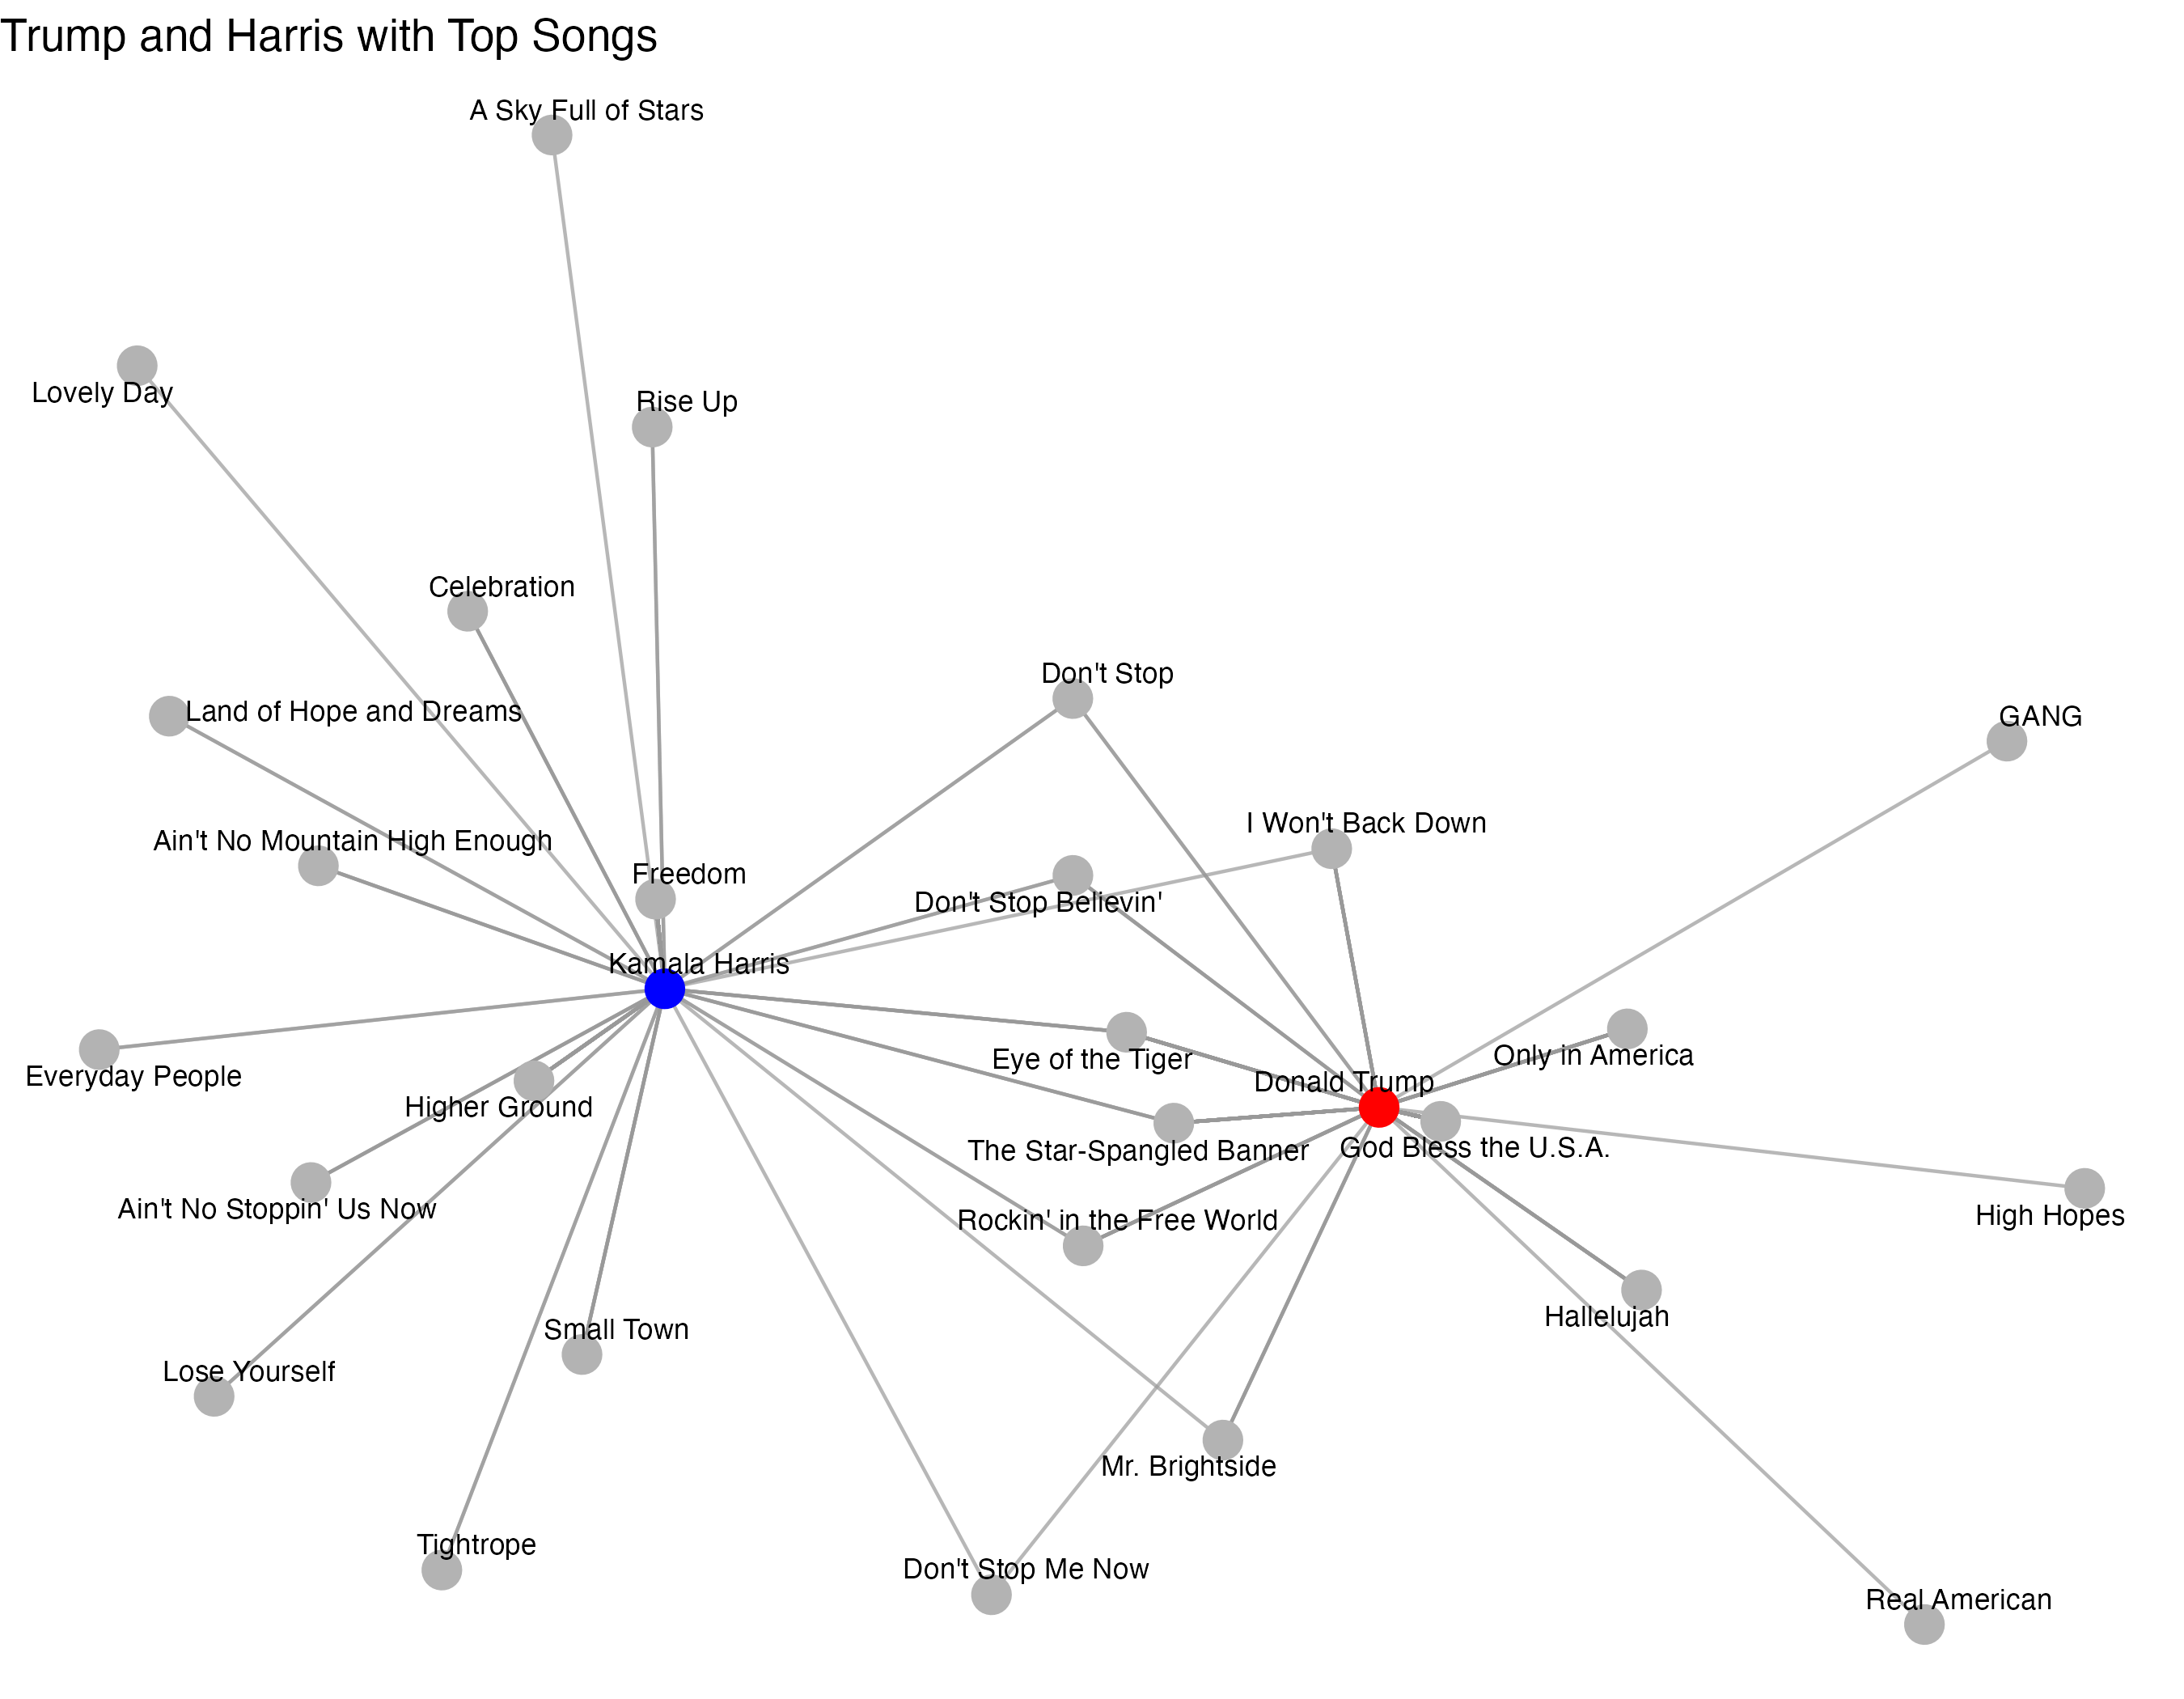 Trump and Harris with Top Songs
A Sky Full of Stars
Lovely Day
Rise Up
Celebration
Don't Stop
Land of Hope and Dreams
GANG
I Won't Back Down
Ain't No Mountain High Enough
Freedom
Don't Stop Believin'
Kamala Harris
Eye of the Tiger
Only in America
Everyday People
Donald Trump
Higher Ground
The Star-Spangled Banner
God Bless the U.S.A.
Ain't No Stoppin' Us Now
High Hopes
Rockin' in the Free World
Hallelujah
Small Town
Lose Yourself
Mr. Brightside
Tightrope
Don't Stop Me Now
Real American